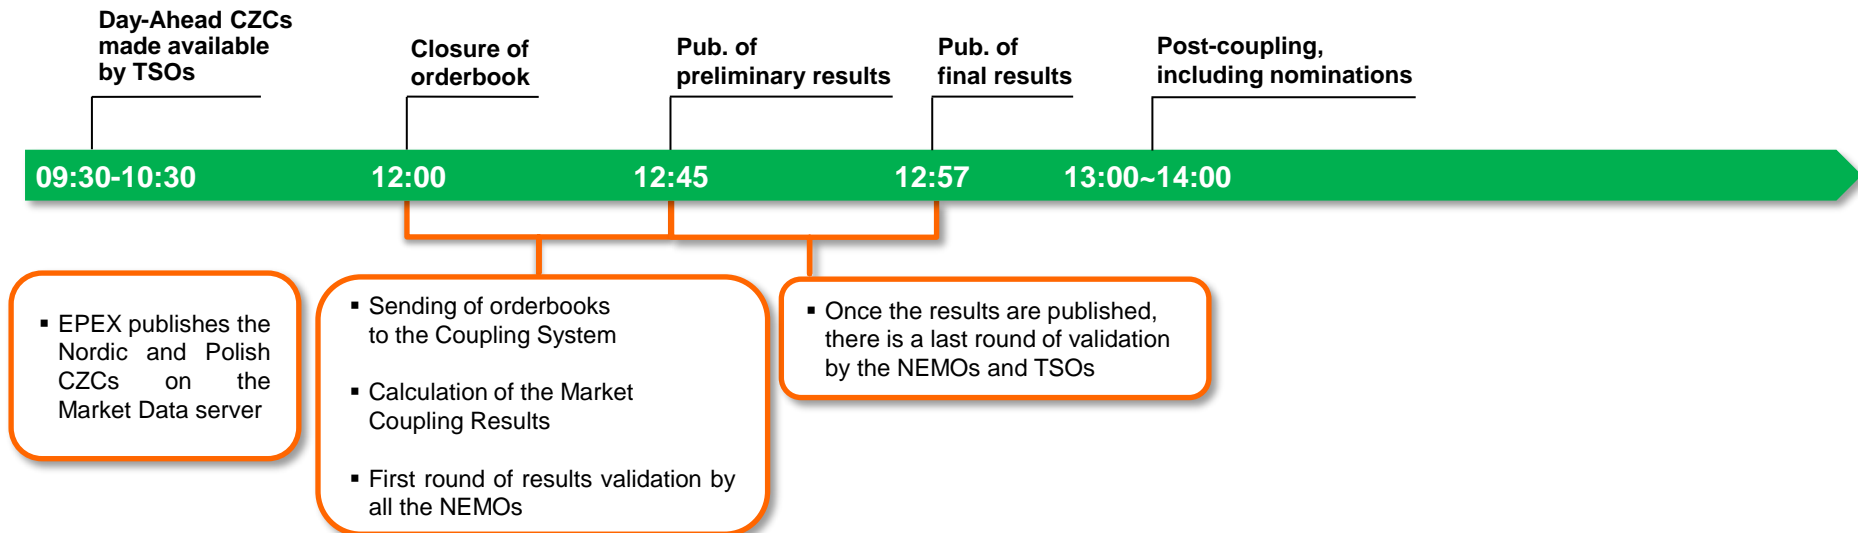 Day-Ahead CZCs
made available
by TSOs
Closure of
orderbook
Pub. of
preliminary results
Pub. of
final results
Post-coupling,
including nominations
09:30-10:30
12:00
12:45
12:57
13:00~14:00
▪ EPEX publishes the
Nordic and Polish
CZCs on the
Market Data server
▪ Sending of orderbooks
to the Coupling System
▪ Calculation of the Market
Coupling Results
▪ First round of results validation by
all the NEMOs
▪ Once the results are published,
there is a last round of validation
by the NEMOs and TSOs